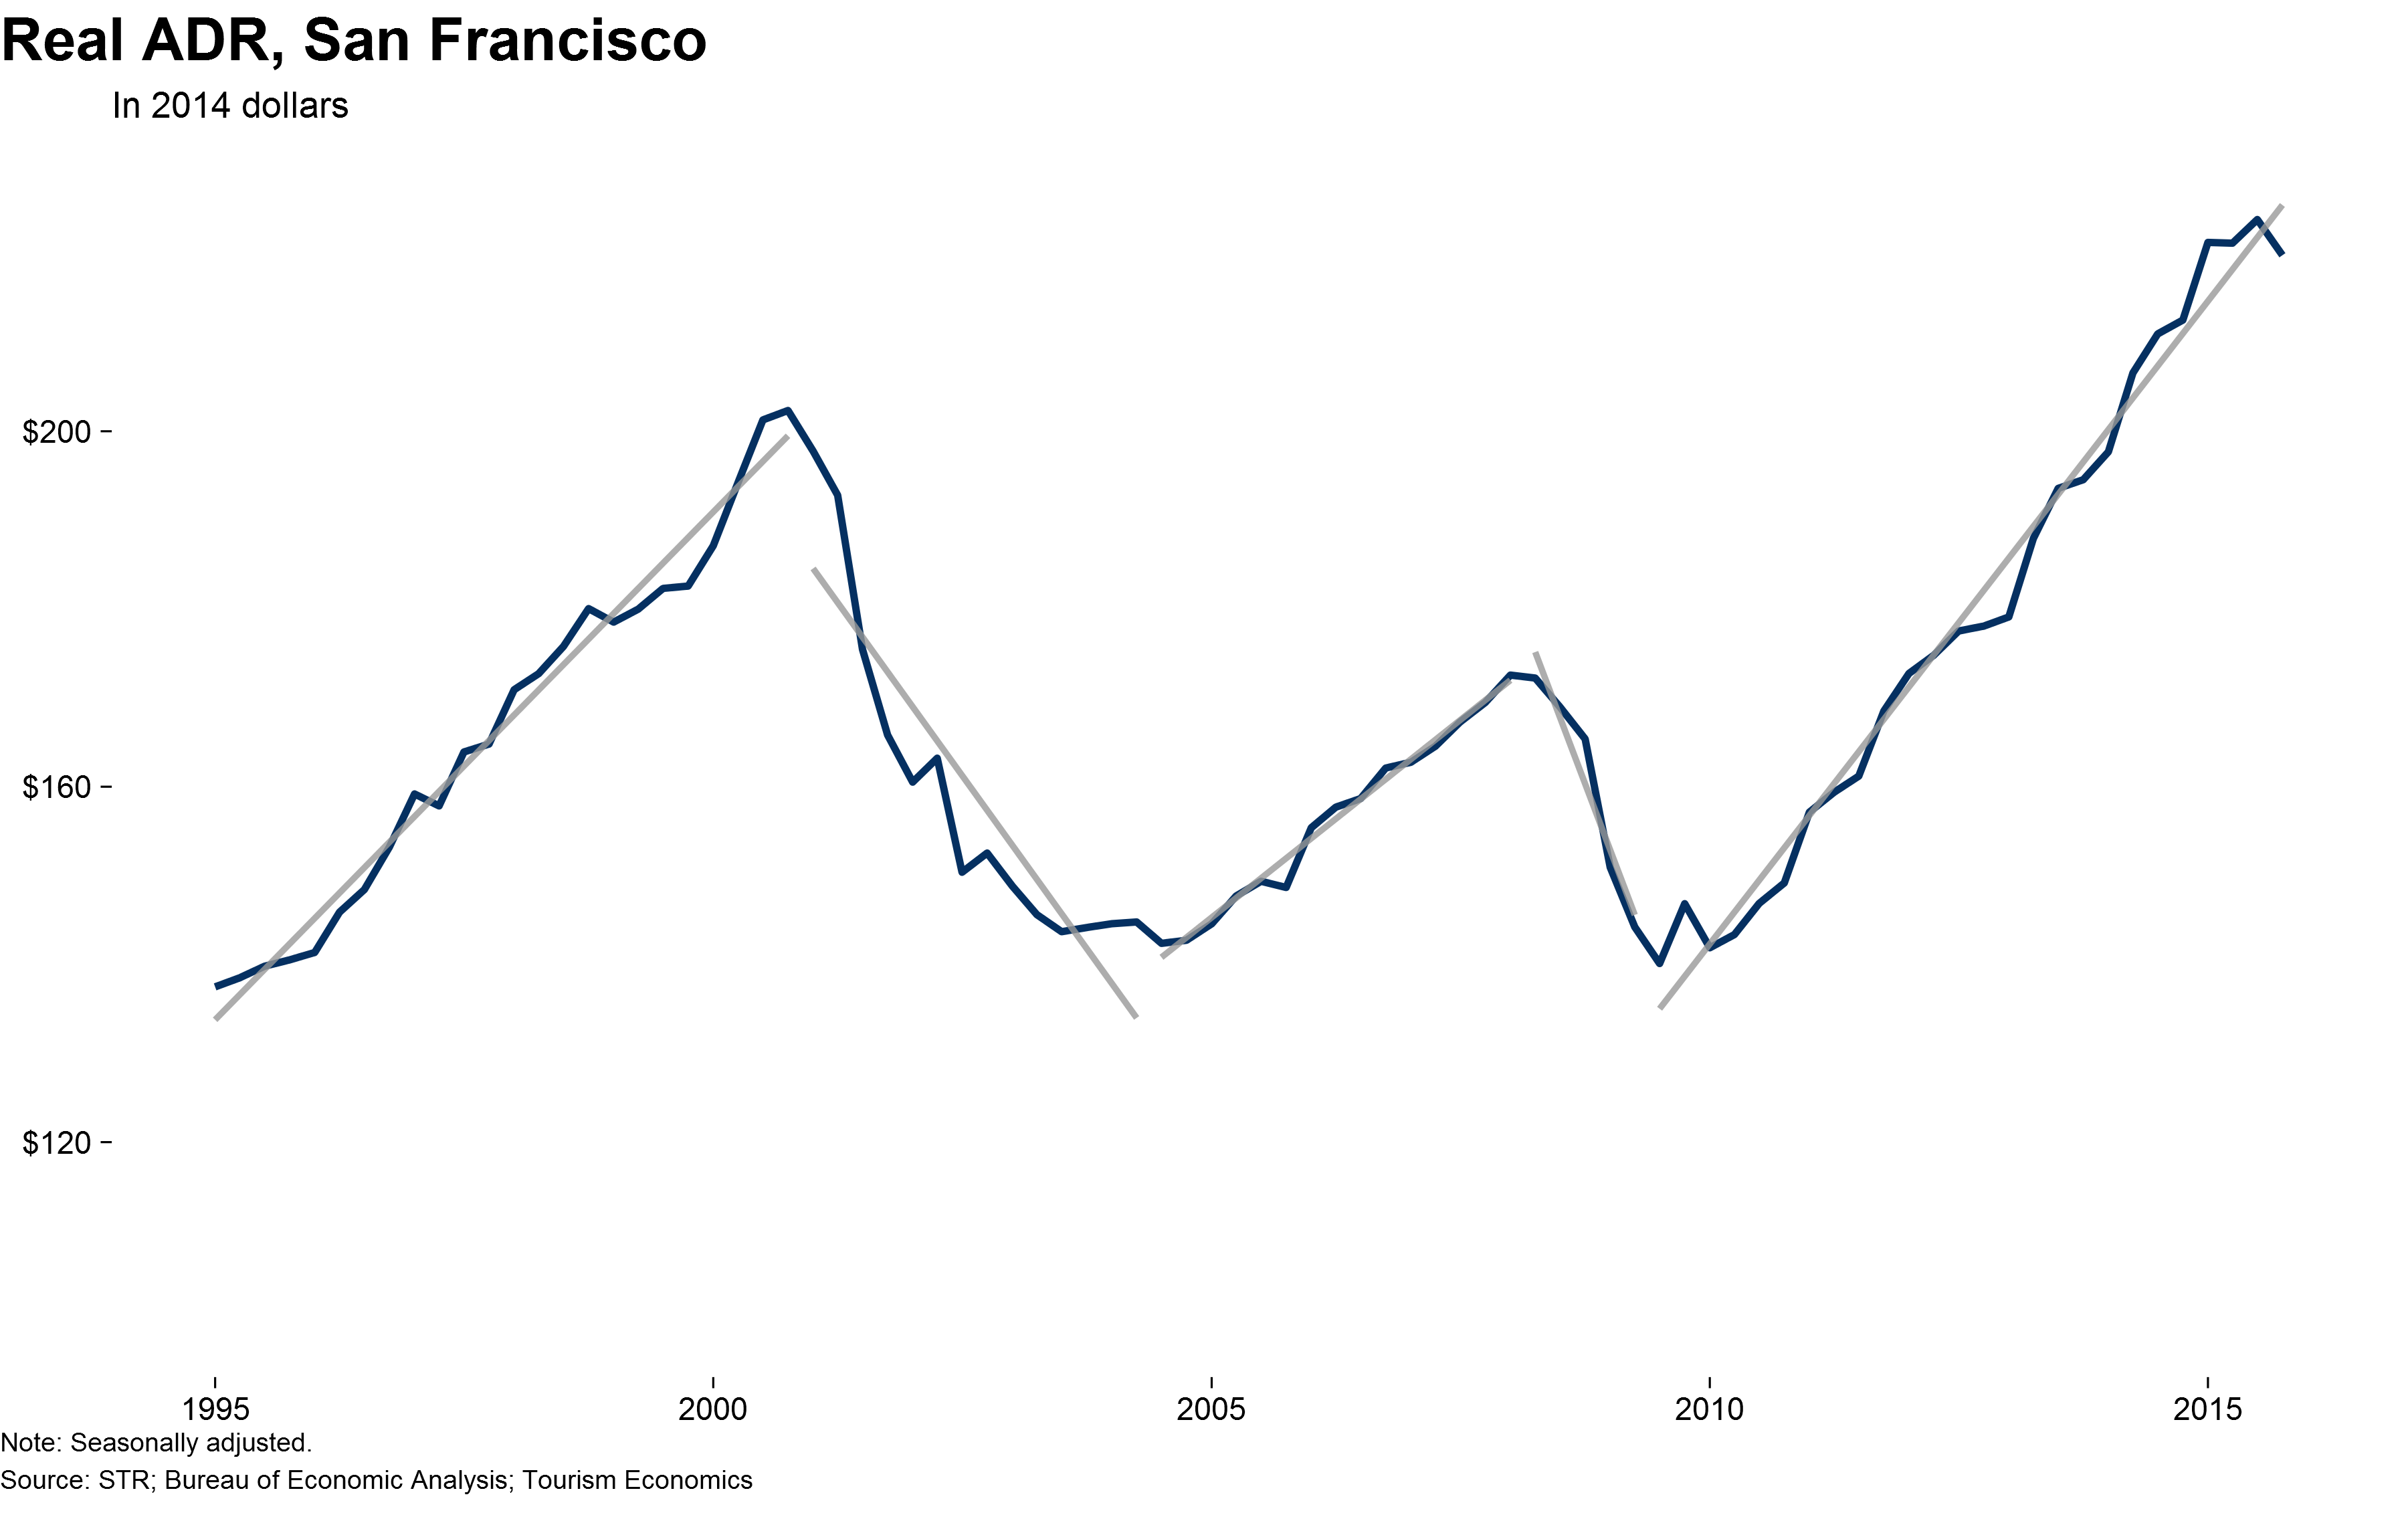 Real ADR, San Francisco
In 2014 dollars
$200
$160
$120
1995 2000 2005 2010 2015
Note: Seasonally adjusted.
Source: STR; Bureau of Economic Analysis; Tourism Economics